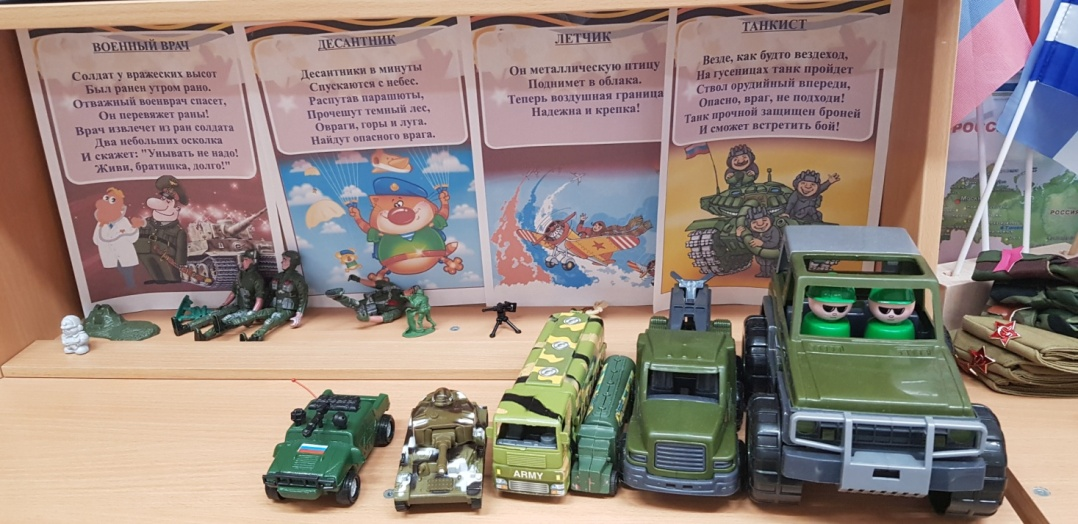 ВОЕННЫЙ ВРАЧ
Солдат у вражеских высот
Был ранен утром рано.
Отважный военврач спасет,
Он перевяжет раны!
Врач извлечет из ран солдата
Два небольших осколка
И скажет: "Унывать не надо!
Живи, братишка, долго!"
ДЕСАНТНИК
Десантники в минуты
Спускаются с небес.
Распутав парашюты,
Прочешут темный лес,
Овраги, горы и луга.
Найдут опасного врага.
ЛЕТЧИК
Он металлическую птицу
Поднимет в облака.
Теперь воздушная граница
Надежна и крепка!
ТАНКИСТ
Везде, как будто вездеход,
На гусеницах танк пройдет
Ствол орудийный впереди,
Опасно, враг, не подходи!
Танк прочной защищен броней
И сможет встретить бой!
РОСС
РОССИ
ARMY